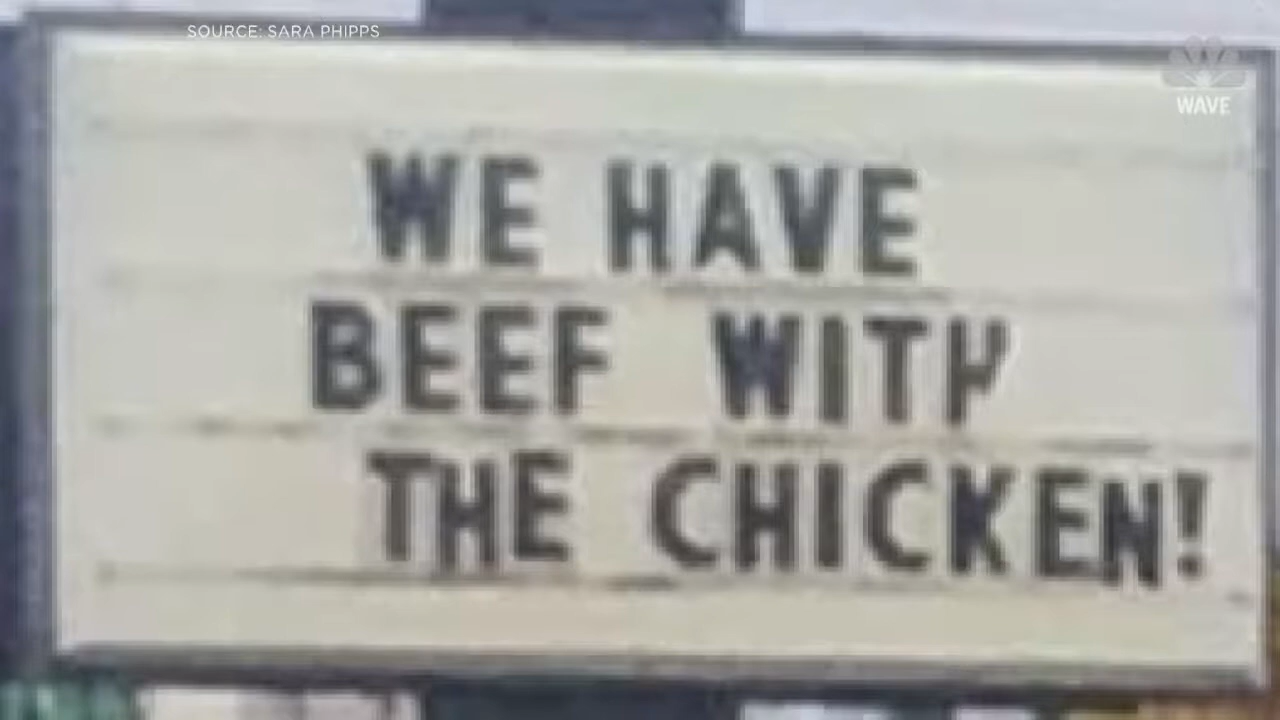 SOURCE: SARA PHIPPS
WAVE
WE HAVE
BEEF WITH
THE CHICKEN!